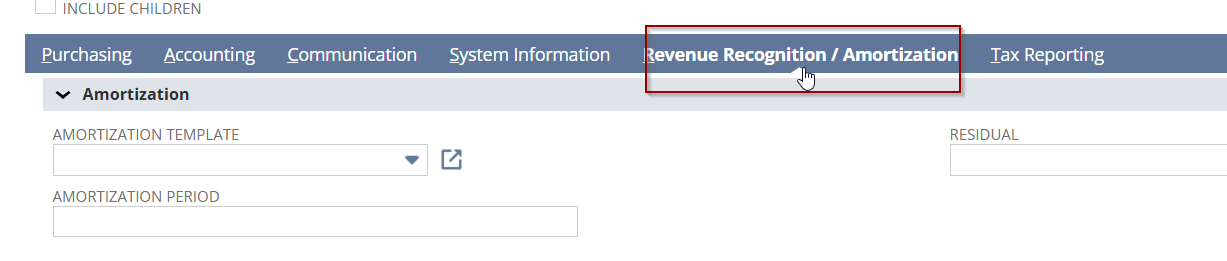 INCLUDE CHILDREN
Purchasing Accounting Communication System Information Revenue Recognition / Amortization Tax Reporting
Amortization
AMORTIZATION TEMPLATE RESIDUAL
AMORTIZATION PERIOD